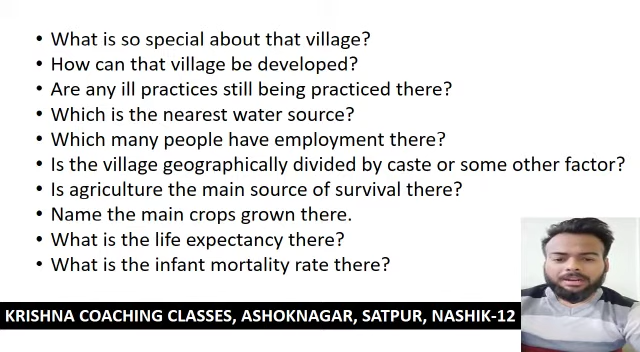 • What is so special about that village?
• How can that village be developed?
• Are any ill practices still being practiced there?
• Which is the nearest water source?
• Which many people have employment there?
• Is the village geographically divided by caste or some other factor?
• Is agriculture the main source of survival there?
• Name the main crops grown there.
• What is the life expectancy there?
• What is the infant mortality rate there?
KRISHNA COACHING CLASSES, ASHOKNAGAR, SATPUR, NASHIK-12